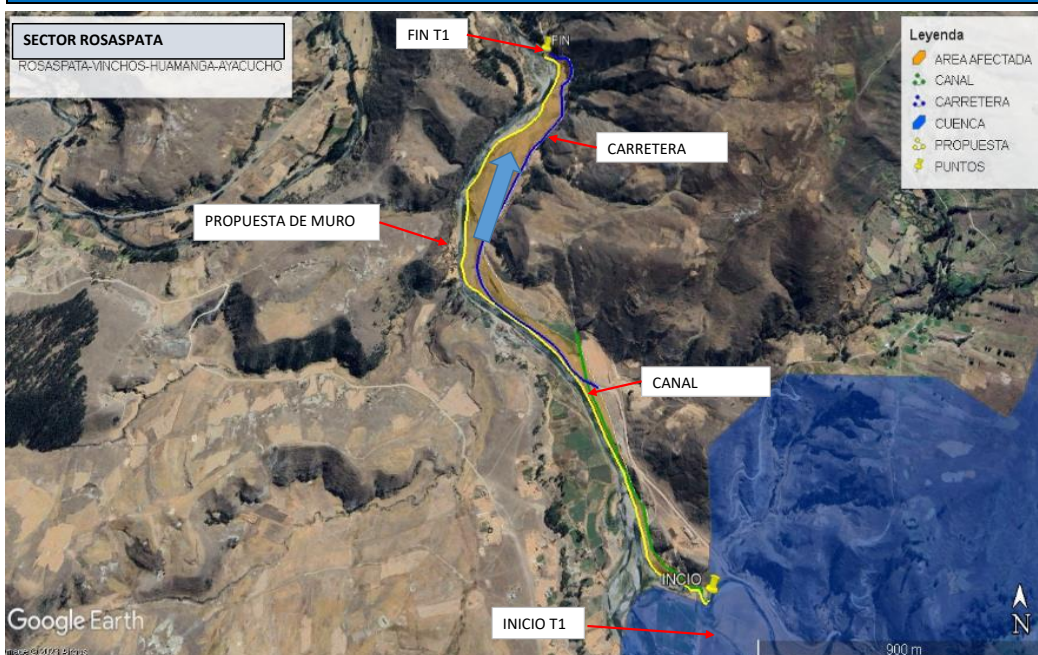 SECTOR ROSASPATA
ROSASPATA-VINCHOS-HUAMANGA-AYACUCHO
FIN T1
FIN
Leyenda
AREA AFECTADA
CANAL
CARRETERA
CUENCA
PROPUESTA
PUNTOS
CARRETERA
PROPUESTA DE MURO
CANAL
INCIO
INICIO T1
Google Earth
N
900 m